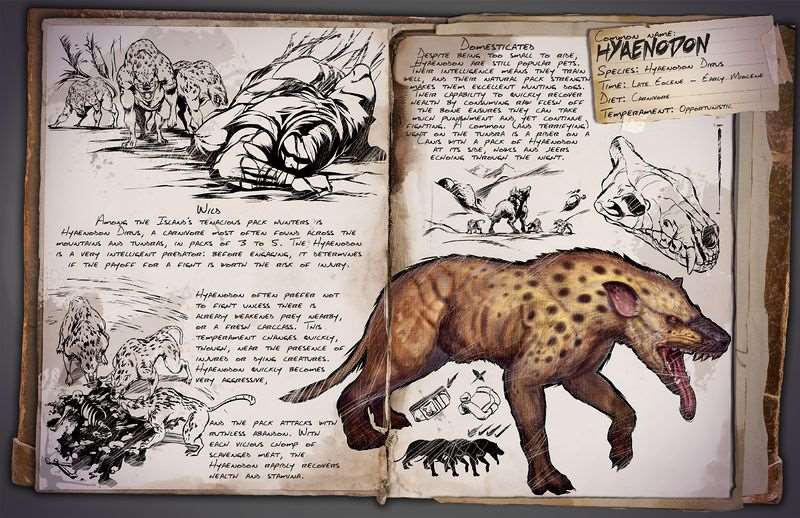 Wild
Among the Island's tenacious pack hunters is
Hyaenodon Dirus, a carnivore most often found across the
mountains and tundras, in packs of 3 to 5. The Hyaenodon
is a very intelligent predator: before engaging, it determines
if the payoff for a fight is worth the risk of injury.
Hyaenodon often prefer not
to fight unless there is
already weakened prey nearby,
or a fresh carccass. This
temperament changes quickly,
though, near the presence of
injured or dying creatures.
Hyaenodon quickly becomes
very aggressive,
and the pack attacks with
ruthless abandon. With
each vicious chomp of
scavenged meat, the
Hyaenodon rapidly recovers
health and stamina.
Domesticated
Despite being too small to ride,
Hyaenodon are still popular pets.
Their intelligence means they train
well, and their natural pack strength
makes them excellent hunting dogs.
Their capability to quickly recover
health by consuming raw flesh off
the bone ensures they can take
much punishment and, yet continue
fighting. A common (and terrifying)
sight on the tundra is a rider on a
Canis with a pack of Hyaenodon
at its side, howls and jeers
echoing through the night.
Common name:
Hyaenodon
Species: Hyaenodon Dirus
Time: Late Eocene - Early Miocene
Diet: Carnivore
Temperament: Opportunistic